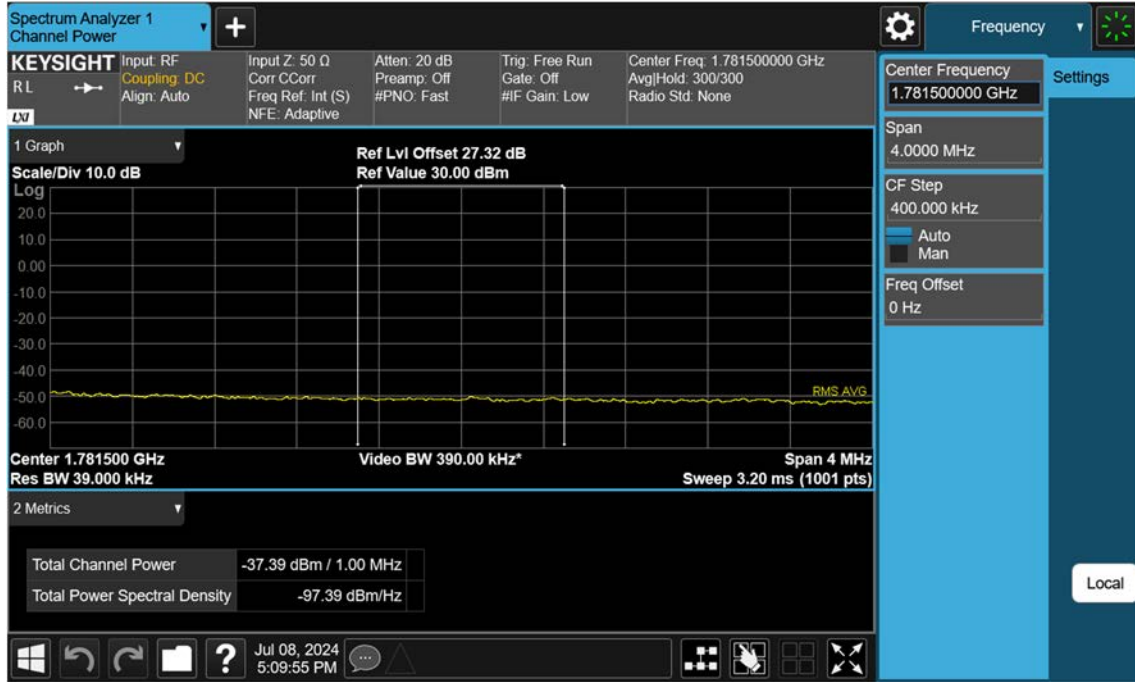 Spectrum Analyzer 1
Channel Power
Frequency
KEYSIGHT
R L
LXI
Input: RF
Coupling: DC
Align: Auto
Input Z: 50 Ω
Corr CCorr
Freq Ref: Int (S)
NFE: Adaptive
Atten: 20 dB
Preamp: Off
#PNO: Fast
Trig: Free Run
Gate: Off
#IF Gain: Low
Center Freq: 1.781500000 GHz
Avg|Hold: 300/300
Radio Std: None
Center Frequency
1.781500000 GHz
Settings
Span
4.0000 MHz
CF Step
400.000 kHz
Auto
Man
Freq Offset
0 Hz
1 Graph
Scale/Div 10.0 dB
Ref Lvl Offset 27.32 dB
Ref Value 30.00 dBm
Log
20.0
10.0
0.00
-10.0
-20.0
-30.0
-40.0
-50.0
-60.0
RMS AVG
Center 1.781500 GHz
Res BW 39.000 kHz
Video BW 390.00 kHz*
Span 4 MHz
Sweep 3.20 ms (1001 pts)
2 Metrics
Total Channel Power -37.39 dBm / 1.00 MHz
Total Power Spectral Density -97.39 dBm/Hz
Local
?
Jul 08, 2024
5:09:55 PM